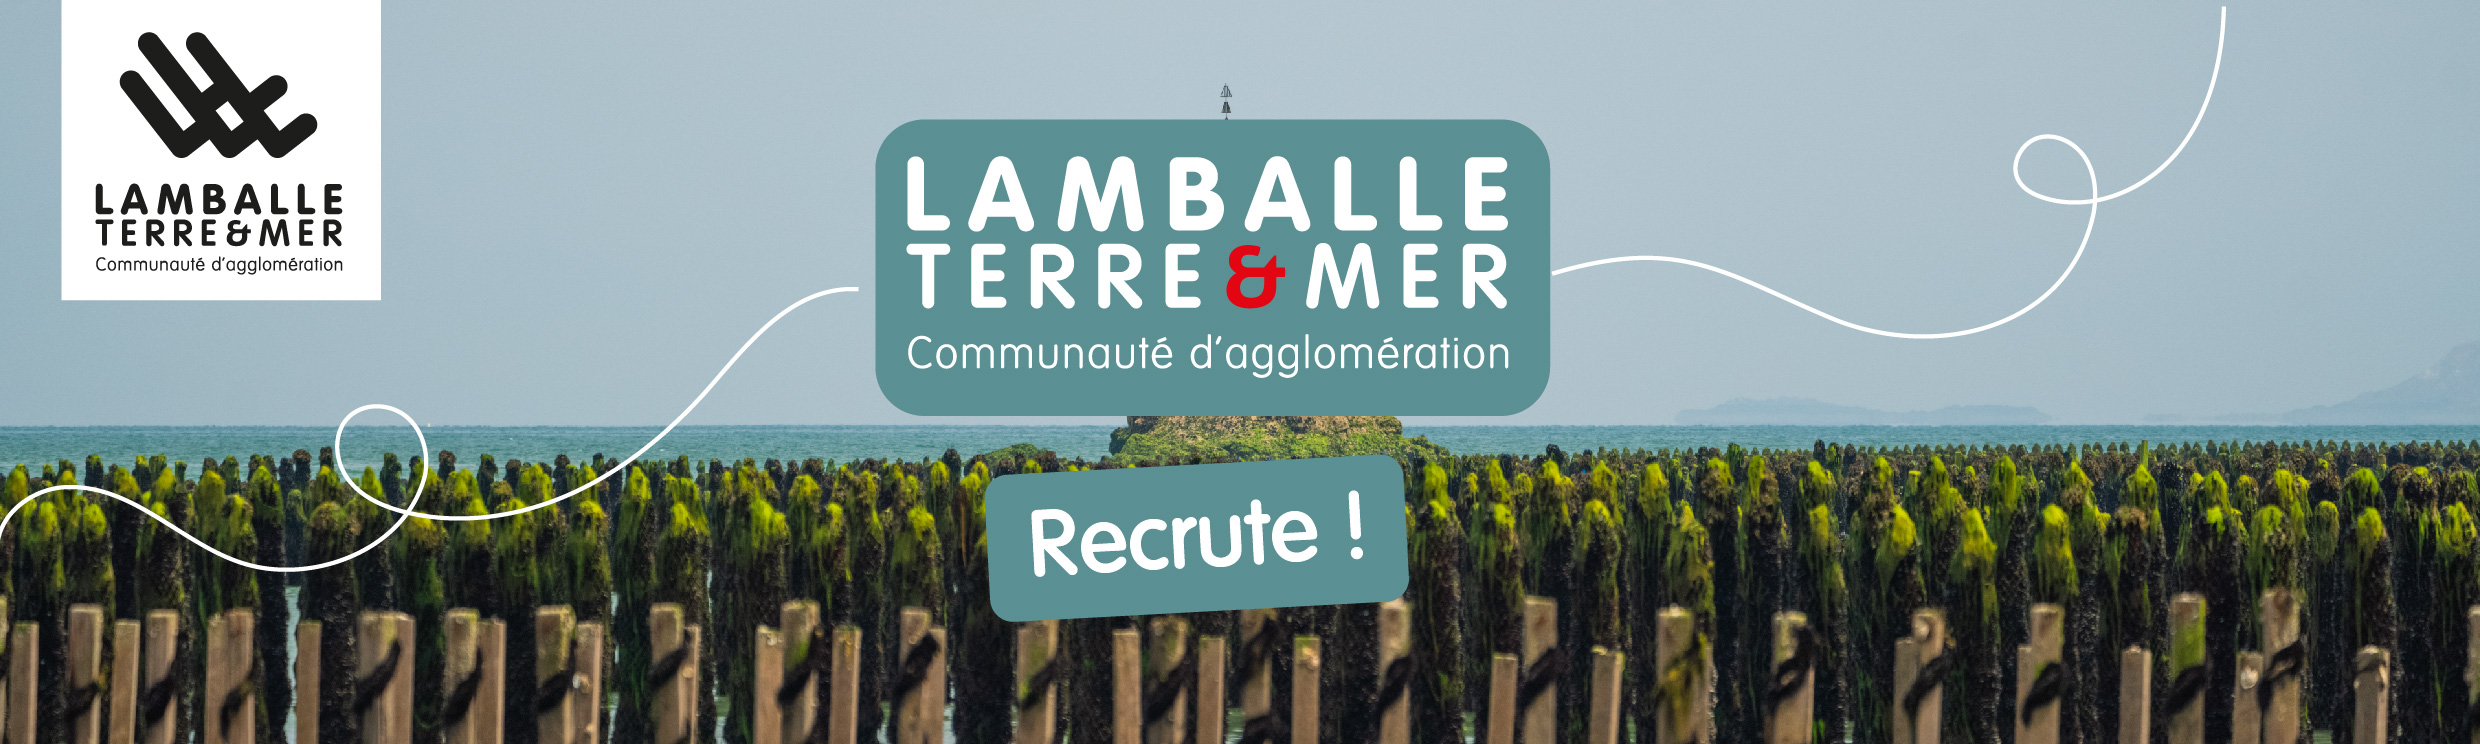 LAMBALLE
TERRE&MER
Communauté d'agglomération
LAMBALLE
TERRE&MER
Communauté d'agglomération
Recrute !